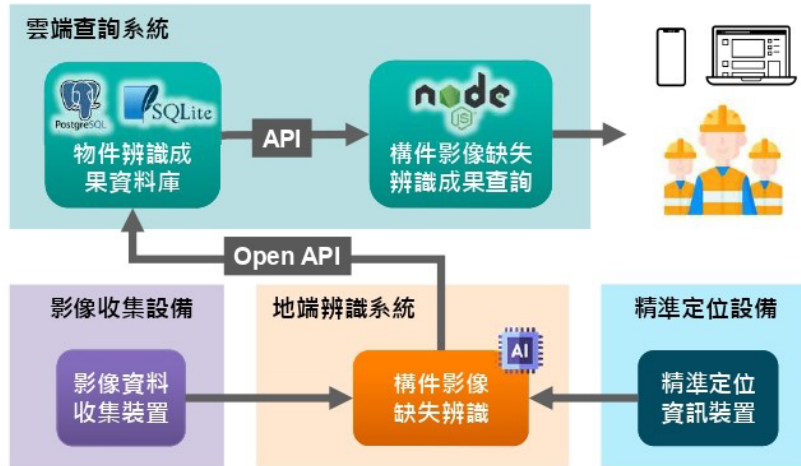 雲端查詢系統
PostgreSQL
SQLite
物件辨識成
果資料庫
API
node
JS
構件影像缺失
辨識成果查詢
Open API
影像收集設備
地端辨識系統
精準定位設備
影像資料
收集裝置
AI
構件影像
缺失辨識
精準定位
資訊裝置